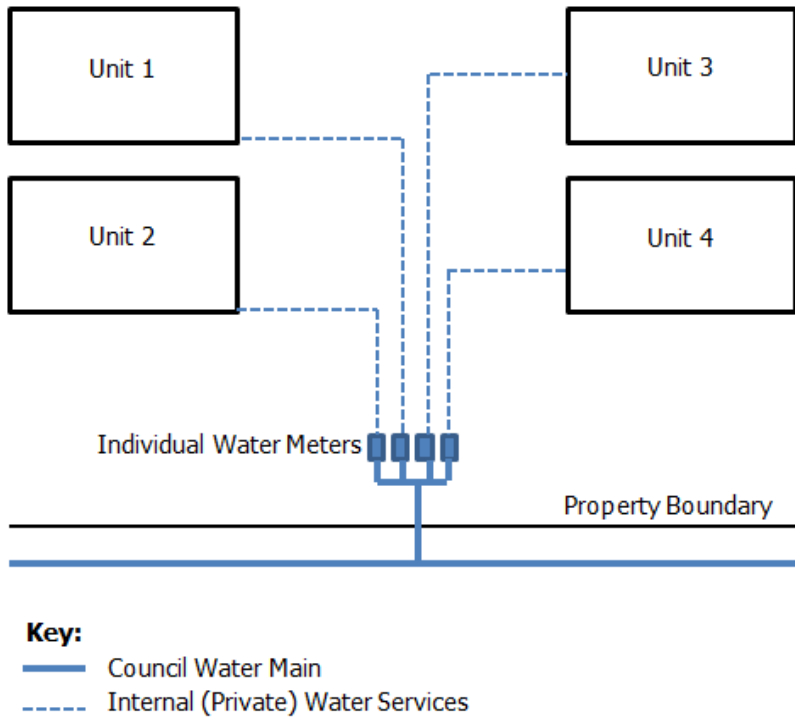 Unit 1
Unit 3
Unit 2
Unit 4
Individual Water Meters
Property Boundary
Key:
Council Water Main
Internal (Private) Water Services